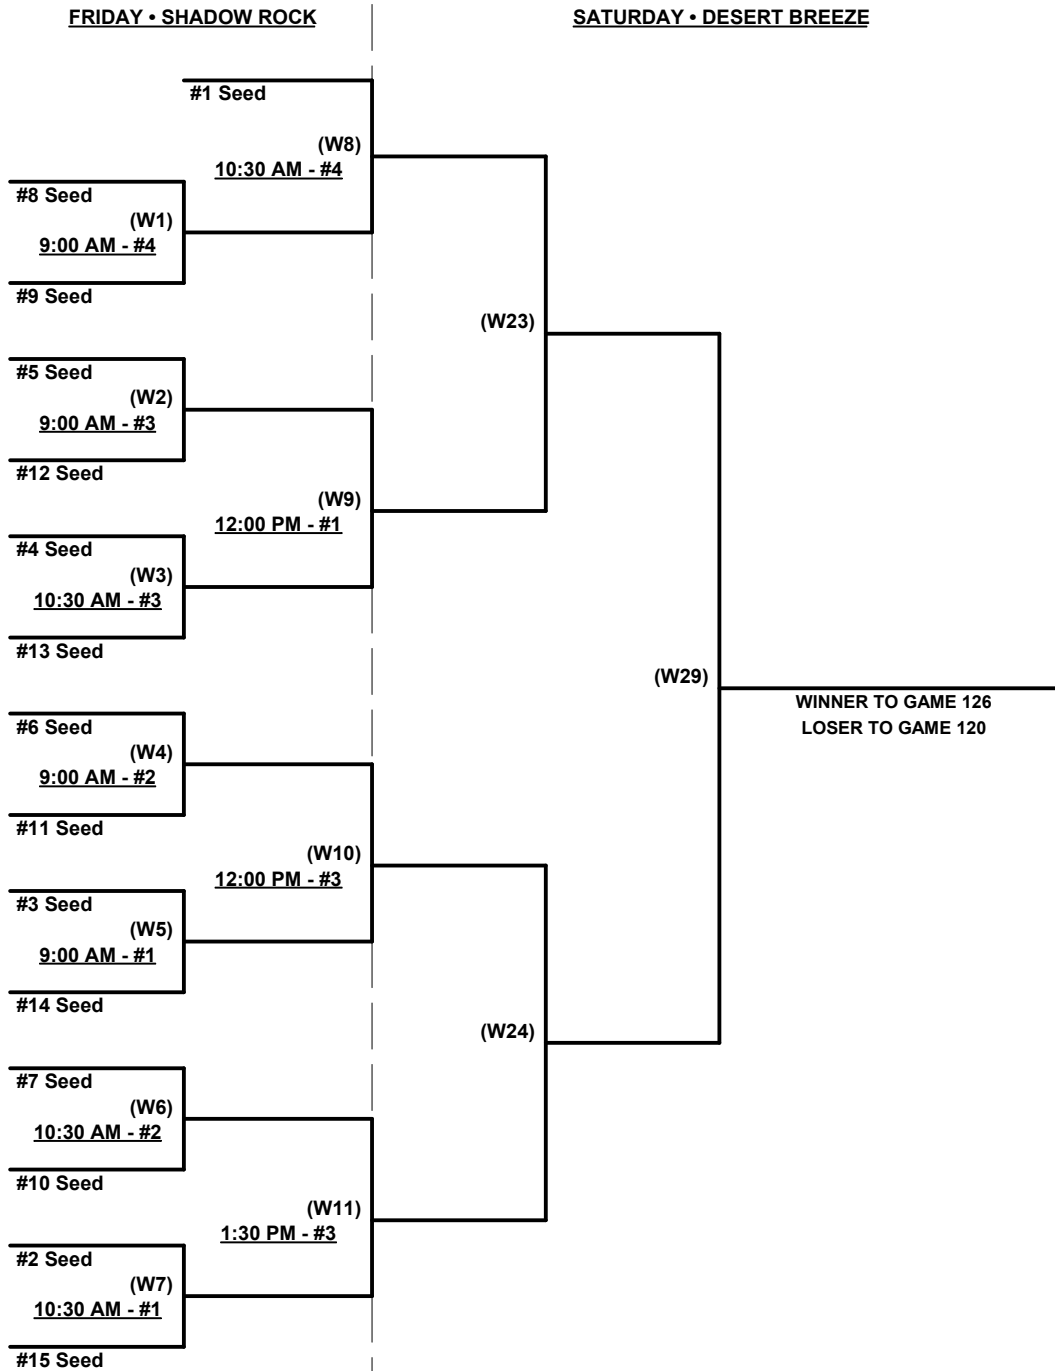 FRIDAY • SHADOW ROCK
SATURDAY • DESERT BREEZE
#1 Seed
(W8)
10:30 AM - #4
#8 Seed
(W1)
9:00 AM - #4
#9 Seed
(W23)
#5 Seed
(W2)
9:00 AM - #3
#12 Seed
(W9)
12:00 PM - #1
#4 Seed
(W3)
10:30 AM - #3
#13 Seed
(W29)
WINNER TO GAME 126
LOSER TO GAME 120
#6 Seed
(W4)
9:00 AM - #2
#11 Seed
(W10)
12:00 PM - #3
#3 Seed
(W5)
9:00 AM - #1
#14 Seed
(W24)
#7 Seed
(W6)
10:30 AM - #2
#10 Seed
(W11)
1:30 PM - #3
#2 Seed
(W7)
10:30 AM - #1
#15 Seed